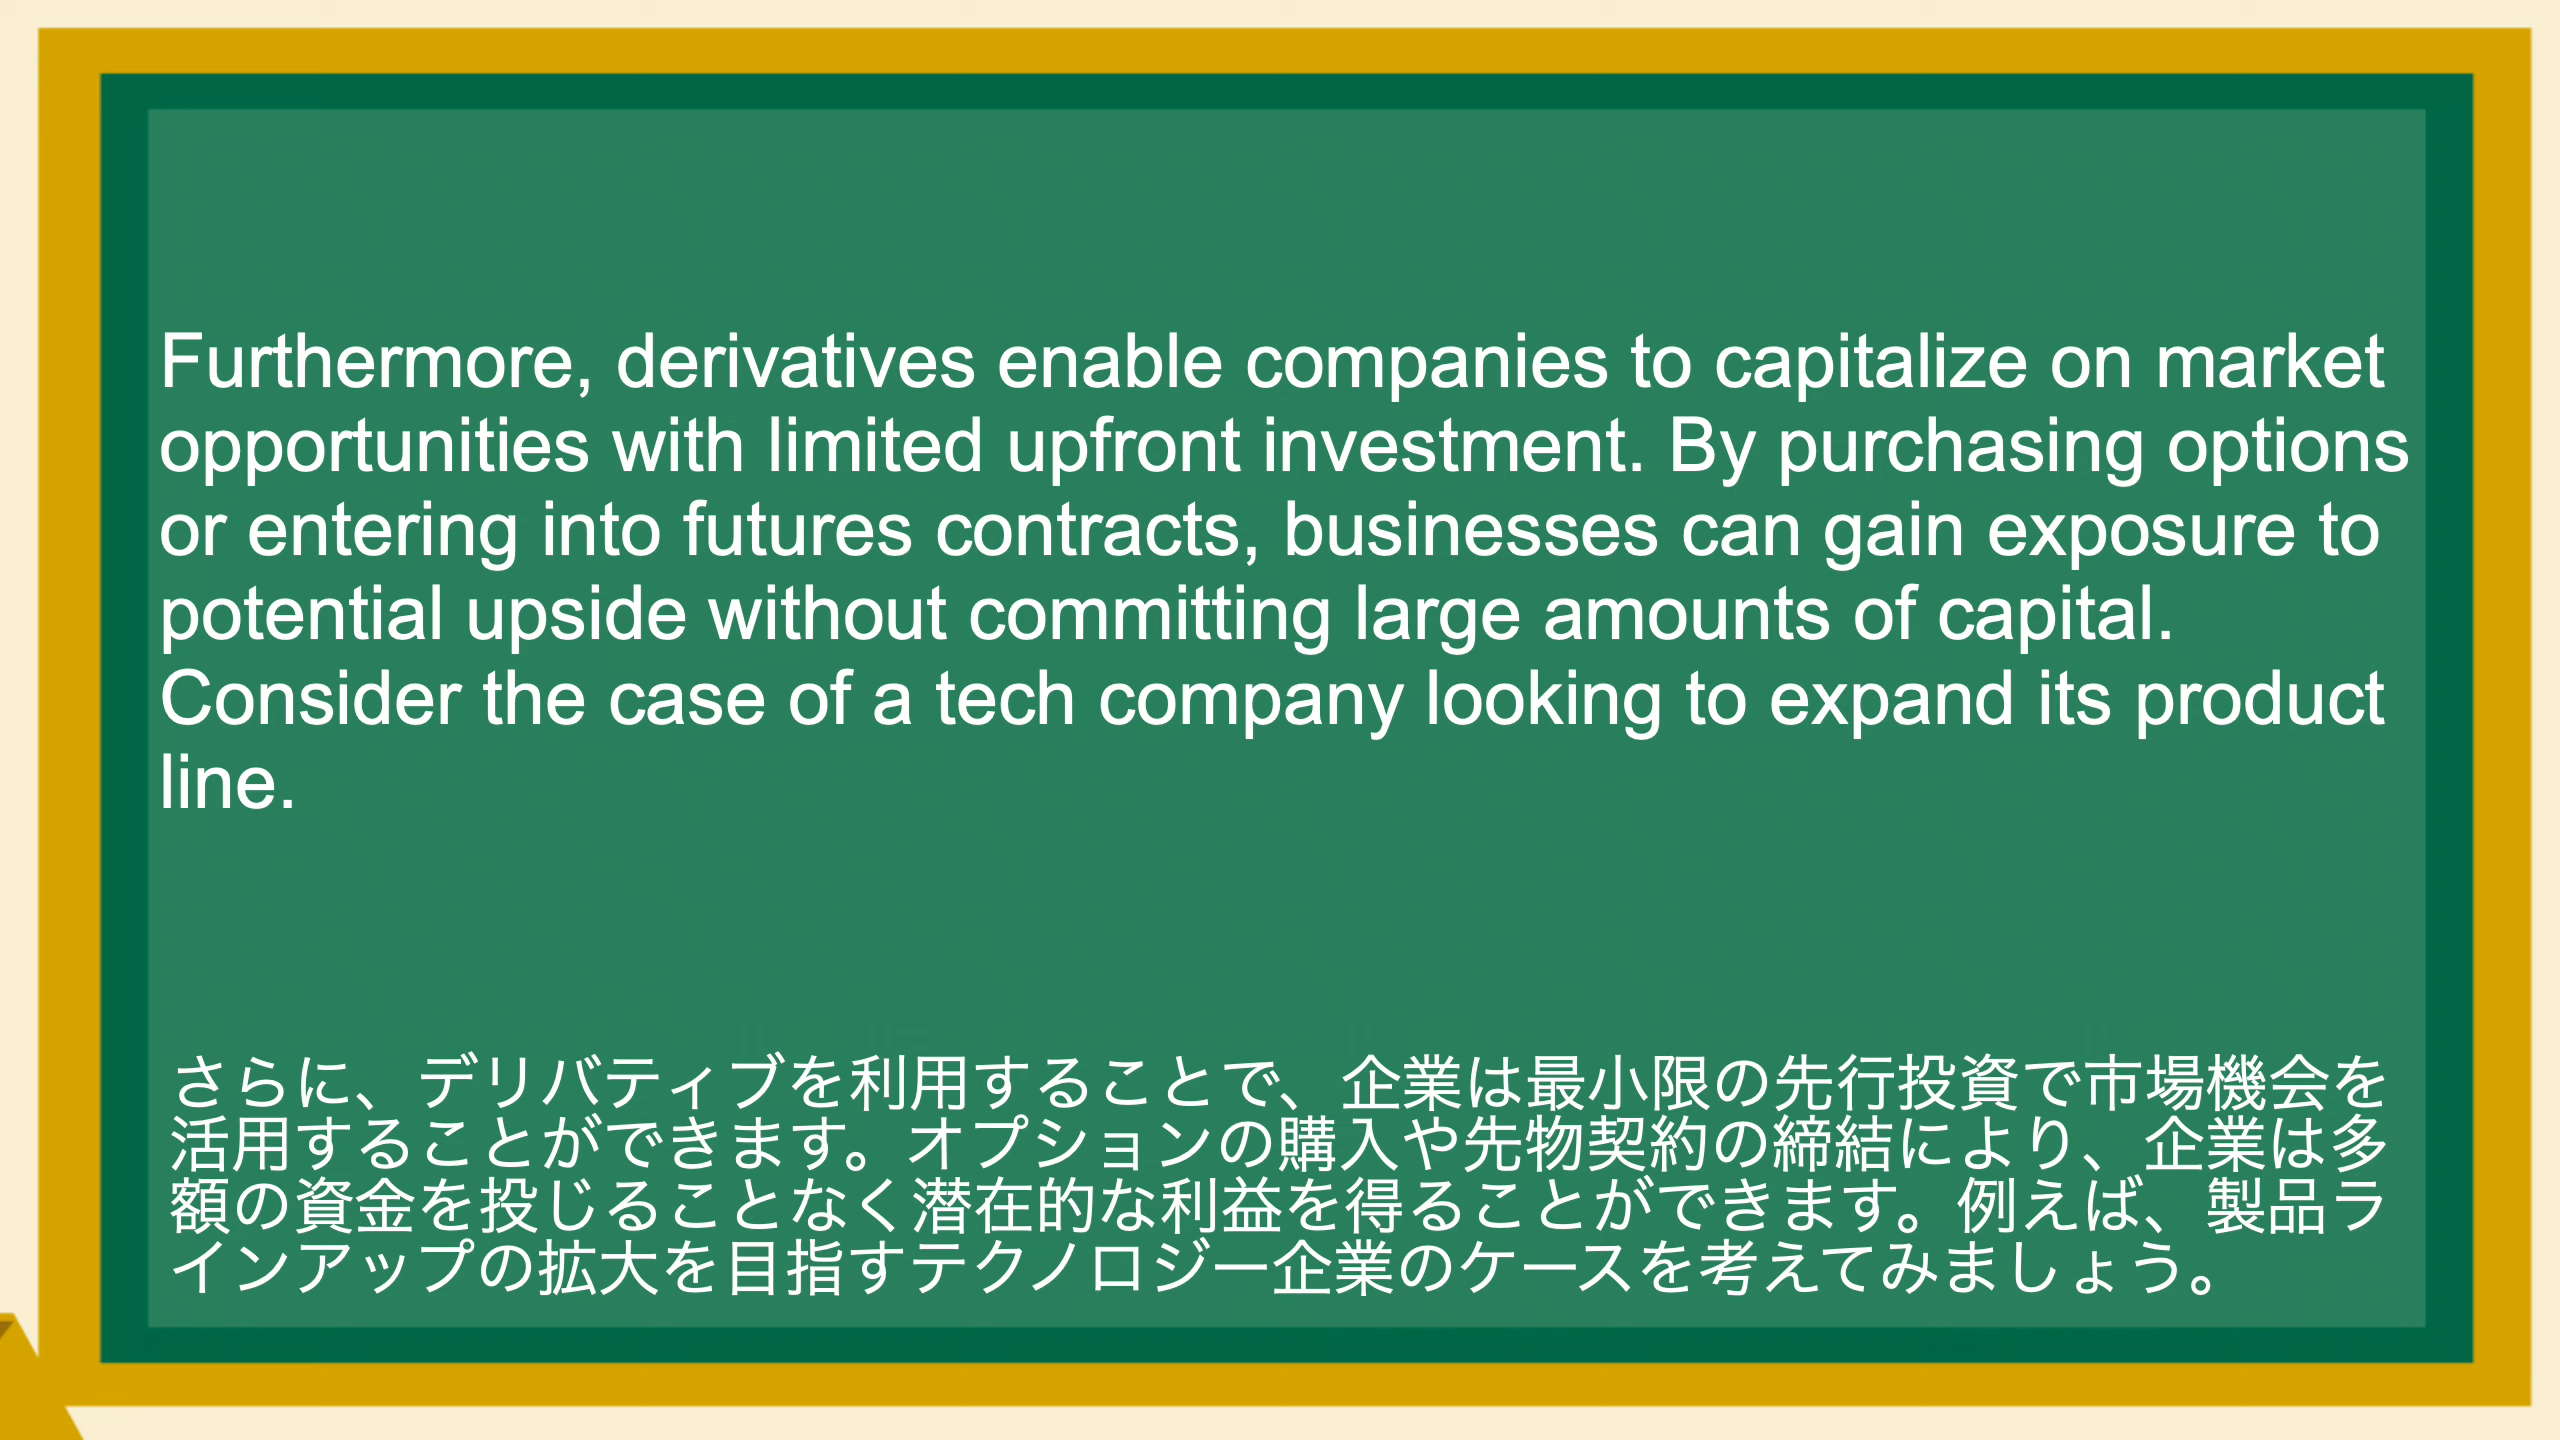 Furthermore, derivatives enable companies to capitalize on market
opportunities with limited upfront investment. By purchasing options
or entering into futures contracts, businesses can gain exposure to
potential upside without committing large amounts of capital.
Consider the case of a tech company looking to expand its product
line.
さらに、デリバティブを利用することで、企業は最小限の先行投資で市場機会を
活用することができます。オプションの購入や先物契約の締結により、企業は多
額の資金を投じることなく潜在的な利益を得ることができます。例えば、製品ラ
インアップの拡大を目指すテクノロジー企業のケースを考えてみましょう。